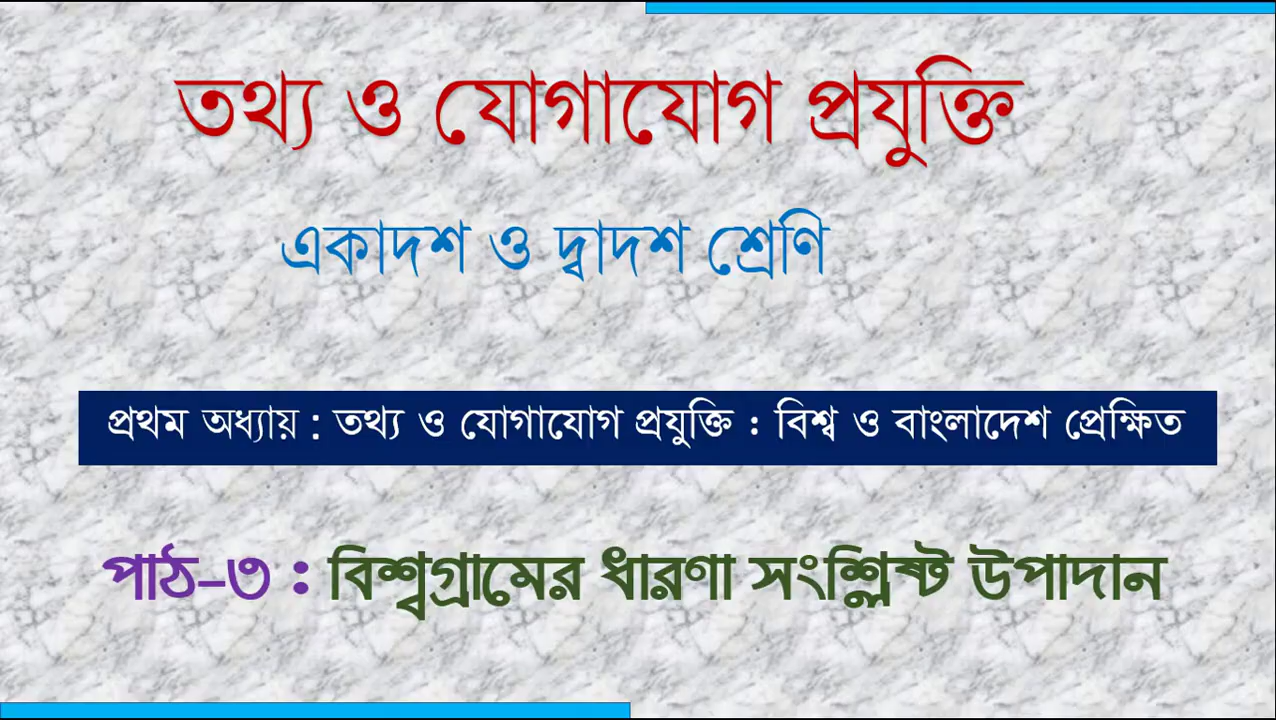 তথ্য ও যোগাযোগ প্রযুক্তি
একাদশ ও দ্বাদশ শ্রেণি
প্রথম অধ্যায় : তথ্য ও যোগাযোগ প্রযুক্তি : বিশ্ব ও বাংলাদেশ প্রেক্ষিত
পাঠ-৩ : বিশ্বগ্রামের ধারণা সংশ্লিষ্ট উপাদান